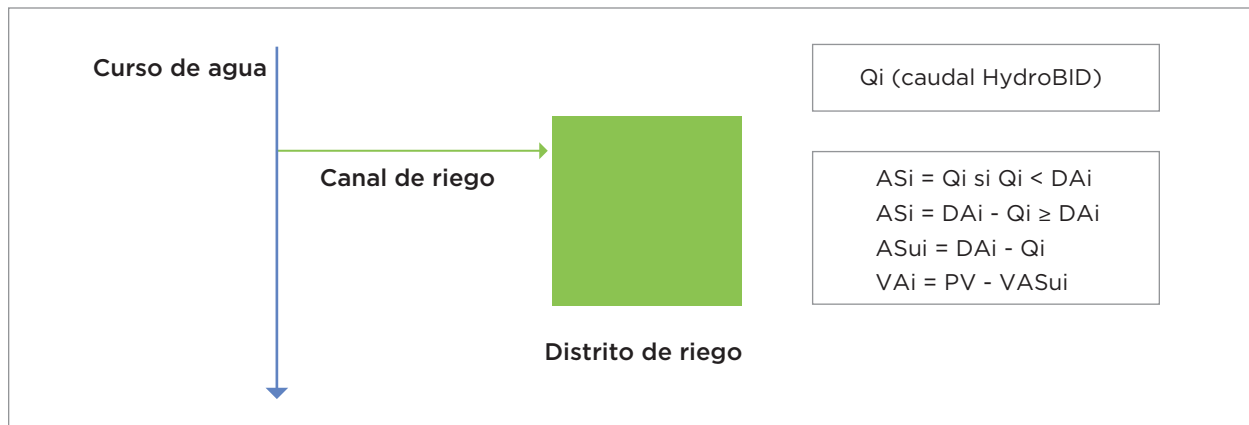 Curso de agua
Canal de riego
Distrito de riego
Qi (caudal HydroBID)
ASi = Qi si Qi < DAi
ASi = DAi - Qi ≥ DAi
ASui = DAi - Qi
VAi = PV - VASui